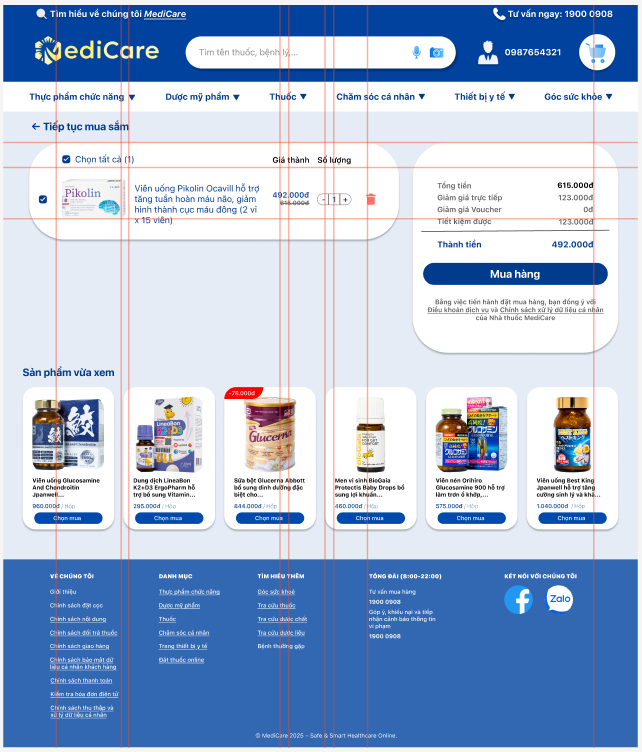 Tìm hiểu về chúng tôi MediCare
Tư vấn ngay: 1900 0908
MediCare
Tìm tên thuốc, bệnh lý,...
0987654321
Thực phẩm chức năng
Dược mỹ phẩm
Thuốc
Chăm sóc cá nhân
Thiết bị y tế
Góc sức khỏe
Tiếp tục mua sắm
Chọn tất cả (1)
Giá thành
Số lượng
Pikolin
Viên uống Pikolin Ocavill hỗ trợ
tăng tuần hoàn máu não, giảm
hình thành cục máu đông (2 vỉ
x 15 viên)
492.000đ
615.000đ
- 1 +
Tổng tiền 615.000đ
Giảm giá trực tiếp 123.000đ
Giảm giá Voucher 0đ
Tiết kiệm được 123.000đ
Thành tiền 492.000đ
Mua hàng
Bằng việc tiến hành đặt mua hàng, bạn đồng ý với
Điều khoản dịch vụ và Chính sách xử lý dữ liệu cá nhân
của Nhà thuốc MediCare
Sản phẩm vừa xem
LineaBon
K2+D3
-75.000đ
Glucerna
Viên uống Glucosamine
And Chondroitin
Jpanwell...
960.000đ / Hộp
Chọn mua
Dung dịch LineaBon
K2+D3 ErgoPharm hỗ
trợ bổ sung Vitamin...
295.000đ / Hộp
Chọn mua
Sữa bột Glucerna Abbott
bổ sung dinh dưỡng đặc
biệt cho...
844.000đ / Hộp
Chọn mua
Men vi sinh BioGaia
Protectis Baby Drops bổ
sung lợi khuẩn...
460.000đ / Hộp
Chọn mua
Viên nén Orihiro
Glucosamine 900 hỗ trợ
làm trơn ổ khớp,...
575.000đ / Hộp
Chọn mua
Viên uống Best King
Jpanwell hỗ trợ tăng
cường sinh lý và khả...
1.040.000đ / Hộp
Chọn mua
VỀ CHÚNG TÔI
Giới thiệu
Chính sách đặt cọc
Chính sách nội dung
Chính sách đổi trả thuốc
Chính sách giao hàng
Chính sách bảo mật dữ
liệu cá nhân khách hàng
Chính sách thanh toán
Kiểm tra hóa đơn điện tử
Chính sách thu thập và
xử lý dữ liệu cá nhân
DANH MỤC
Thực phẩm chức năng
Dược mỹ phẩm
Thuốc
Chăm sóc cá nhân
Trang thiết bị y tế
Đặt thuốc online
TÌM HIỂU THÊM
Góc sức khoẻ
Tra cứu thuốc
Tra cứu dược chất
Tra cứu dược liệu
Bệnh thường gặp
TỔNG ĐÀI (8:00-22:00)
Tư vấn mua hàng
1900 0908
Góp ý, khiếu nại và tiếp
nhận cảnh báo thông tin
vi phạm
1900 0908
KẾT NỐI VỚI CHÚNG TÔI
Zalo
© MediCare 2025 – Safe & Smart Healthcare Online.